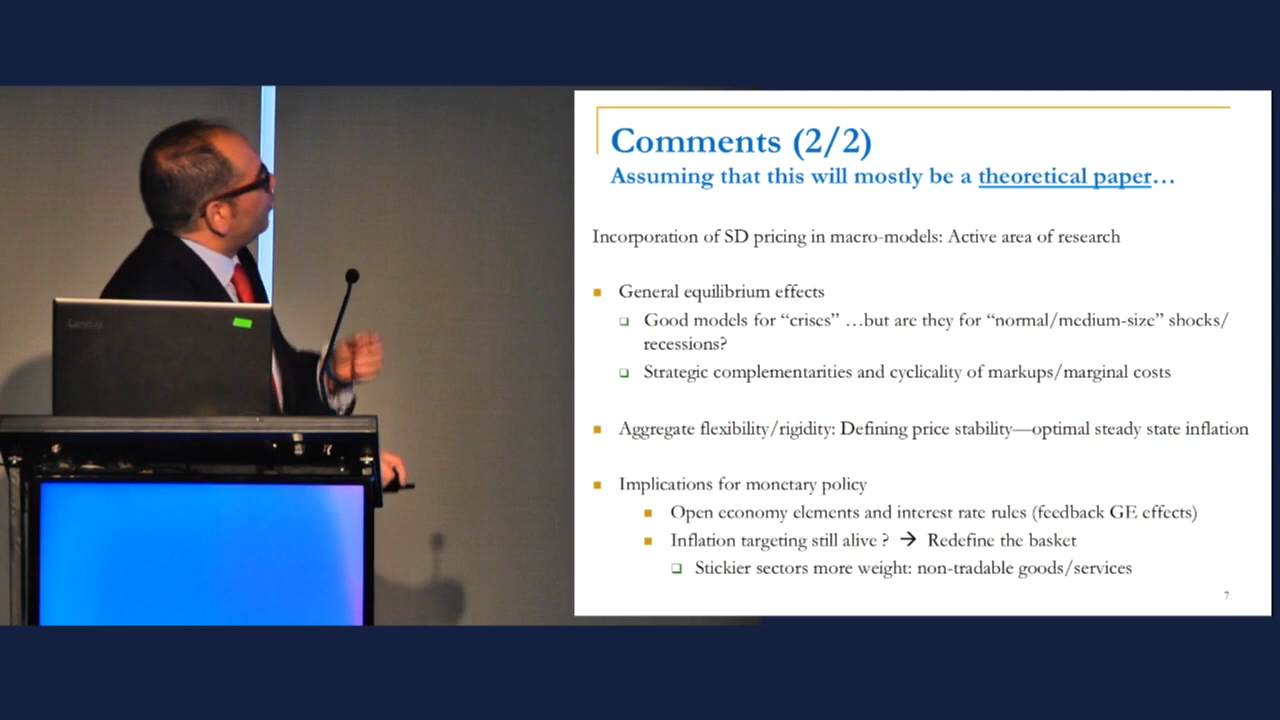 Comments (2/2)
Assuming that this will mostly be a theoretical paper…
Incorporation of SD pricing in macro-models: Active area of research
General equilibrium effects
Good models for “crises” …but are they for “normal/medium-size” shocks/
recessions?
Strategic complementarities and cyclicality of markups/marginal costs
Aggregate flexibility/rigidity: Defining price stability—optimal steady state inflation
Implications for monetary policy
Open economy elements and interest rate rules (feedback GE effects)
Inflation targeting still alive ? → Redefine the basket
Stickier sectors more weight: non-tradable goods/services
7
Lenovo